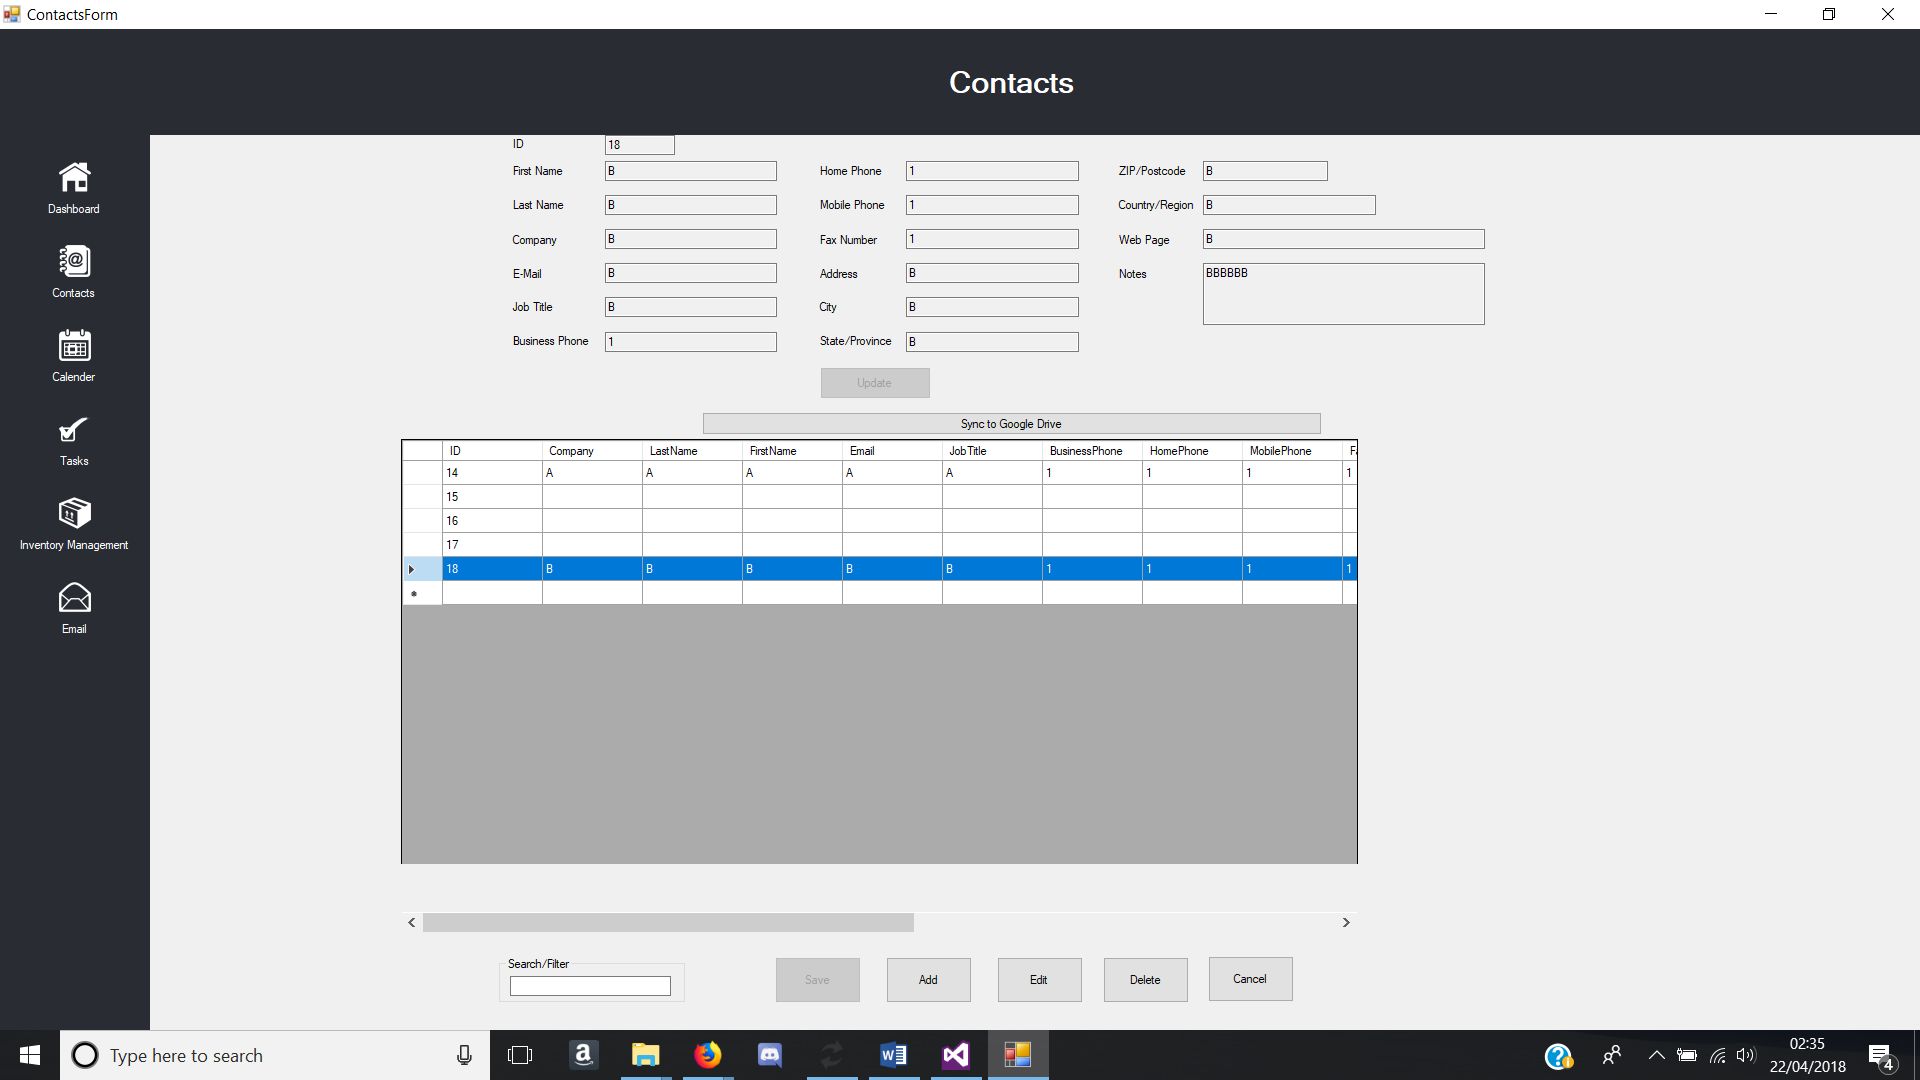 ContactsForm
Contacts
Dashboard
Contacts
Calender
Tasks
Inventory Management
Email
ID 18
First Name B Home Phone 1 ZIP/Postcode B
Last Name B Mobile Phone 1 Country/Region B
Company B Fax Number 1 Web Page B
E-Mail B Address B Notes BBBBBB
Job Title B City B
Business Phone 1 State/Province B
Update
Sync to Google Drive
ID Company LastName FirstName Email JobTitle BusinessPhone HomePhone MobilePhone
14 A A A A A 1 1 1 1
15
16
17
18 B B B B B 1 1 1 1
Search/Filter
Save Add Edit Delete Cancel
Type here to search
02:35
22/04/2018
4